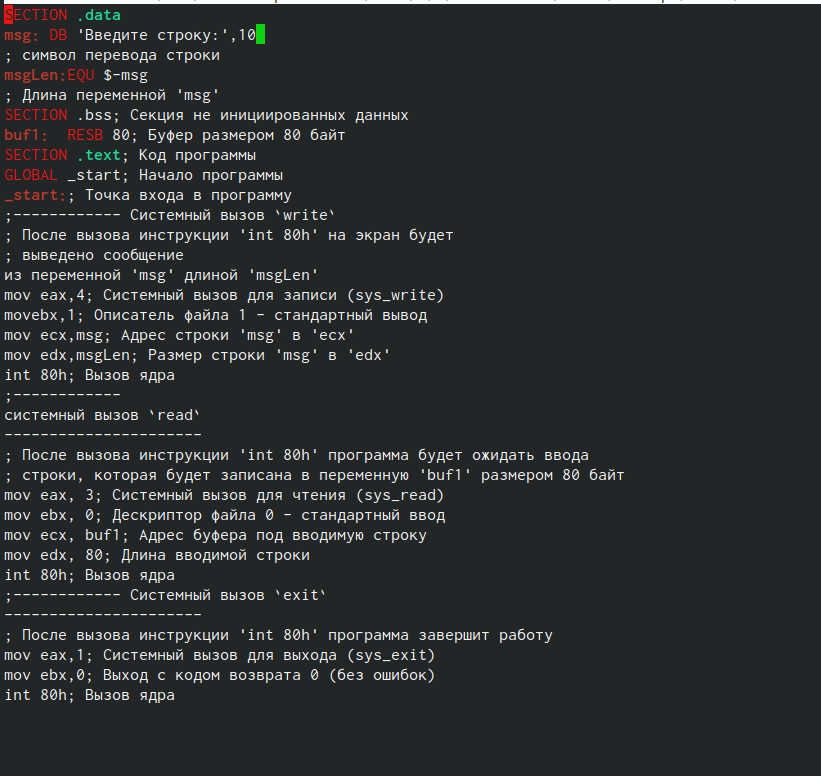 SECTION .data
msg: DB 'Введите строку:',10
; символ перевода строки
msgLen:EQU $-msg
; Длина переменной 'msg'
SECTION .bss; Секция не инициированных данных
buf1:  RESB 80; Буфер размером 80 байт
SECTION .text; Код программы
GLOBAL _start; Начало программы
_start:; Точка входа в программу
;------------ Системный вызов `write`
; После вызова инструкции 'int 80h' на экран будет
; выведено сообщение
из переменной 'msg' длиной 'msgLen'
mov eax,4; Системный вызов для записи (sys_write)
movebx,1; Описатель файла 1 - стандартный вывод
mov ecx,msg; Адрес строки 'msg' в 'ecx'
mov edx,msgLen; Размер строки 'msg' в 'edx'
int 80h; Вызов ядра
;------------
системный вызов `read`
----------------------
; После вызова инструкции 'int 80h' программа будет ожидать ввода
; строки, которая будет записана в переменную 'buf1' размером 80 байт
mov eax, 3; Системный вызов для чтения (sys_read)
mov ebx, 0; Дескриптор файла 0 - стандартный ввод
mov ecx, buf1; Адрес буфера под вводимую строку
mov edx, 80; Длина вводимой строки
int 80h; Вызов ядра
;------------ Системный вызов `exit`
----------------------
; После вызова инструкции 'int 80h' программа завершит работу
mov eax,1; Системный вызов для выхода (sys_exit)
mov ebx,0; Выход с кодом возврата 0 (без ошибок)
int 80h; Вызов ядра